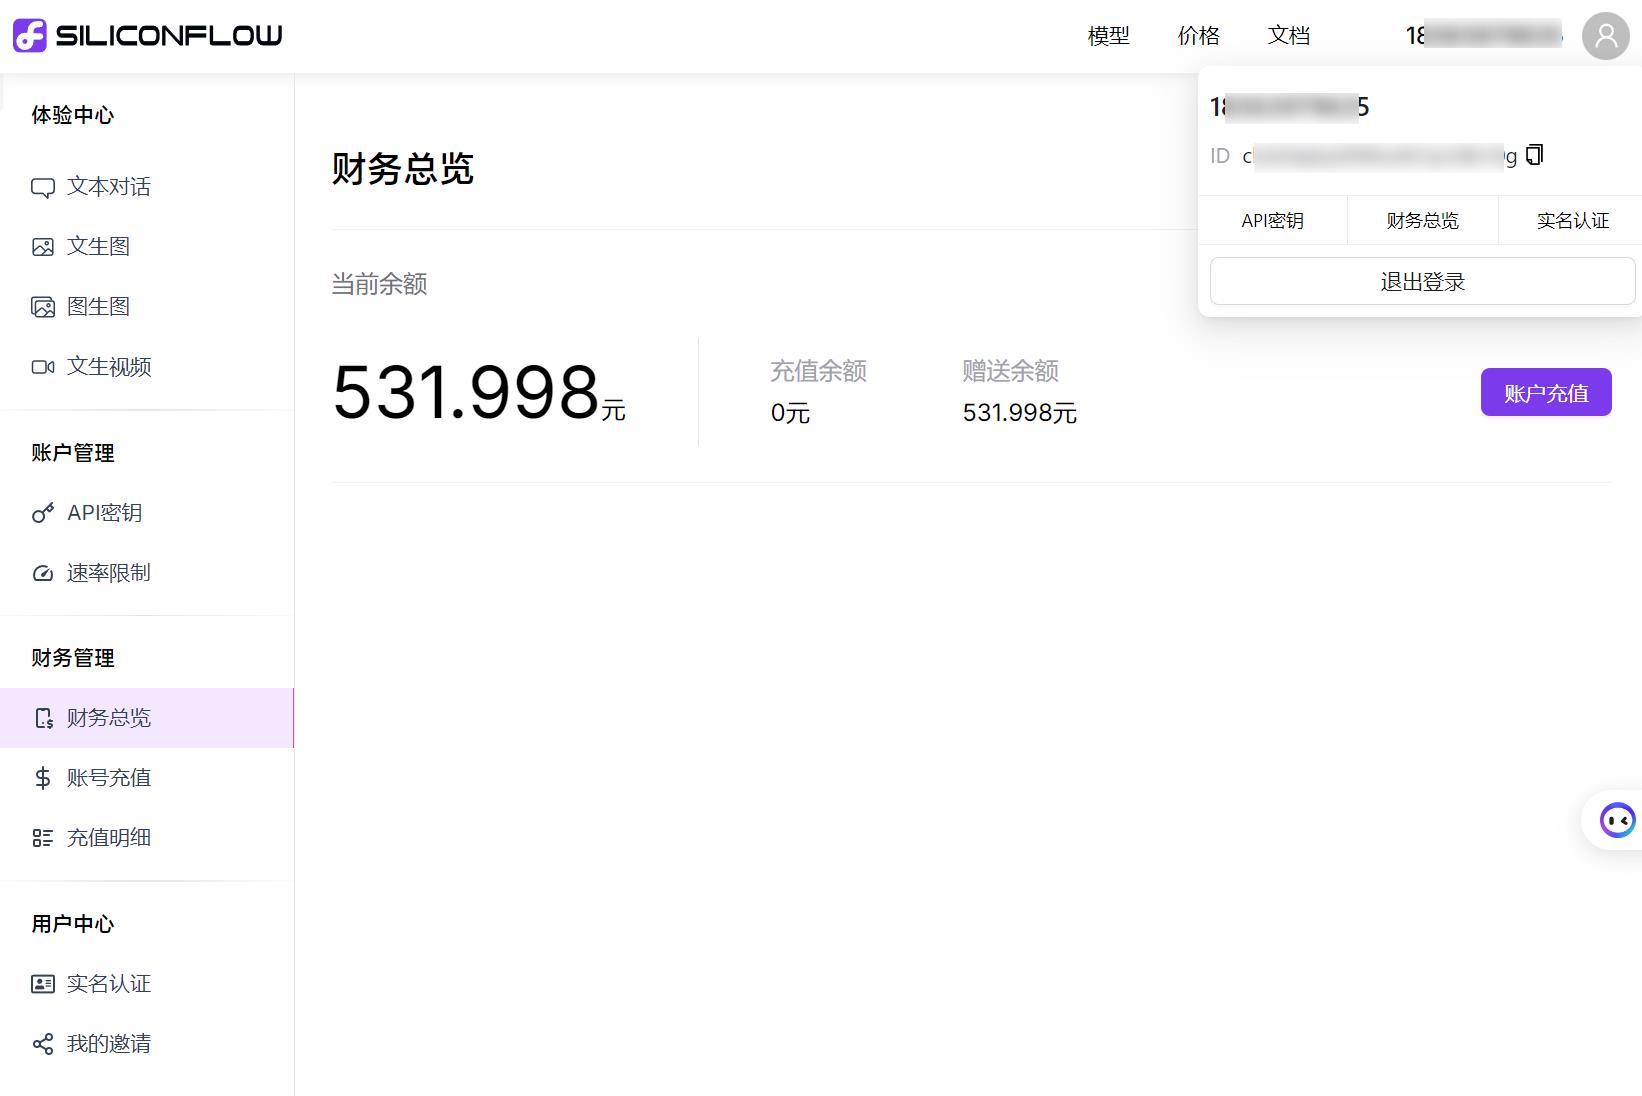 SILICONFLOW
模型
价格
文档
体验中心
文本对话
文生图
图生图
文生视频
账户管理
API密钥
速率限制
财务管理
财务总览
账号充值
充值明细
用户中心
实名认证
我的邀请
财务总览
当前余额
531.998元
充值余额
0元
赠送余额
531.998元
账户充值
ID
API密钥
财务总览
实名认证
退出登录